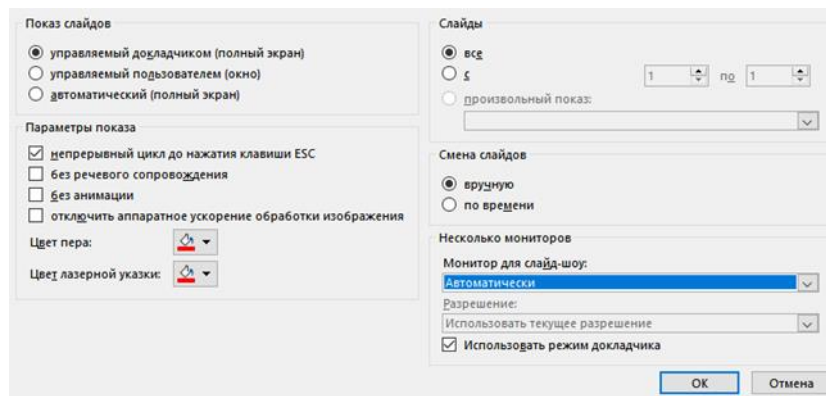 Показ слайдов
управляемый докладчиком (полный экран)
управляемый пользователем (окно)
автоматический (полный экран)
Параметры показа
непрерывный цикл до нажатия клавиши ESC
без речевого сопровождения
без анимации
отключить аппаратное ускорение обработки изображения
Цвет пера:
Цвет лазерной указки:
Слайды
все
с 1 по 1
произвольный показ:
Смена слайдов
вручную
по времени
Несколько мониторов
Монитор для слайд-шоу:
Автоматически
Разрешение:
Использовать текущее разрешение
Использовать режим докладчика
ОК Отмена